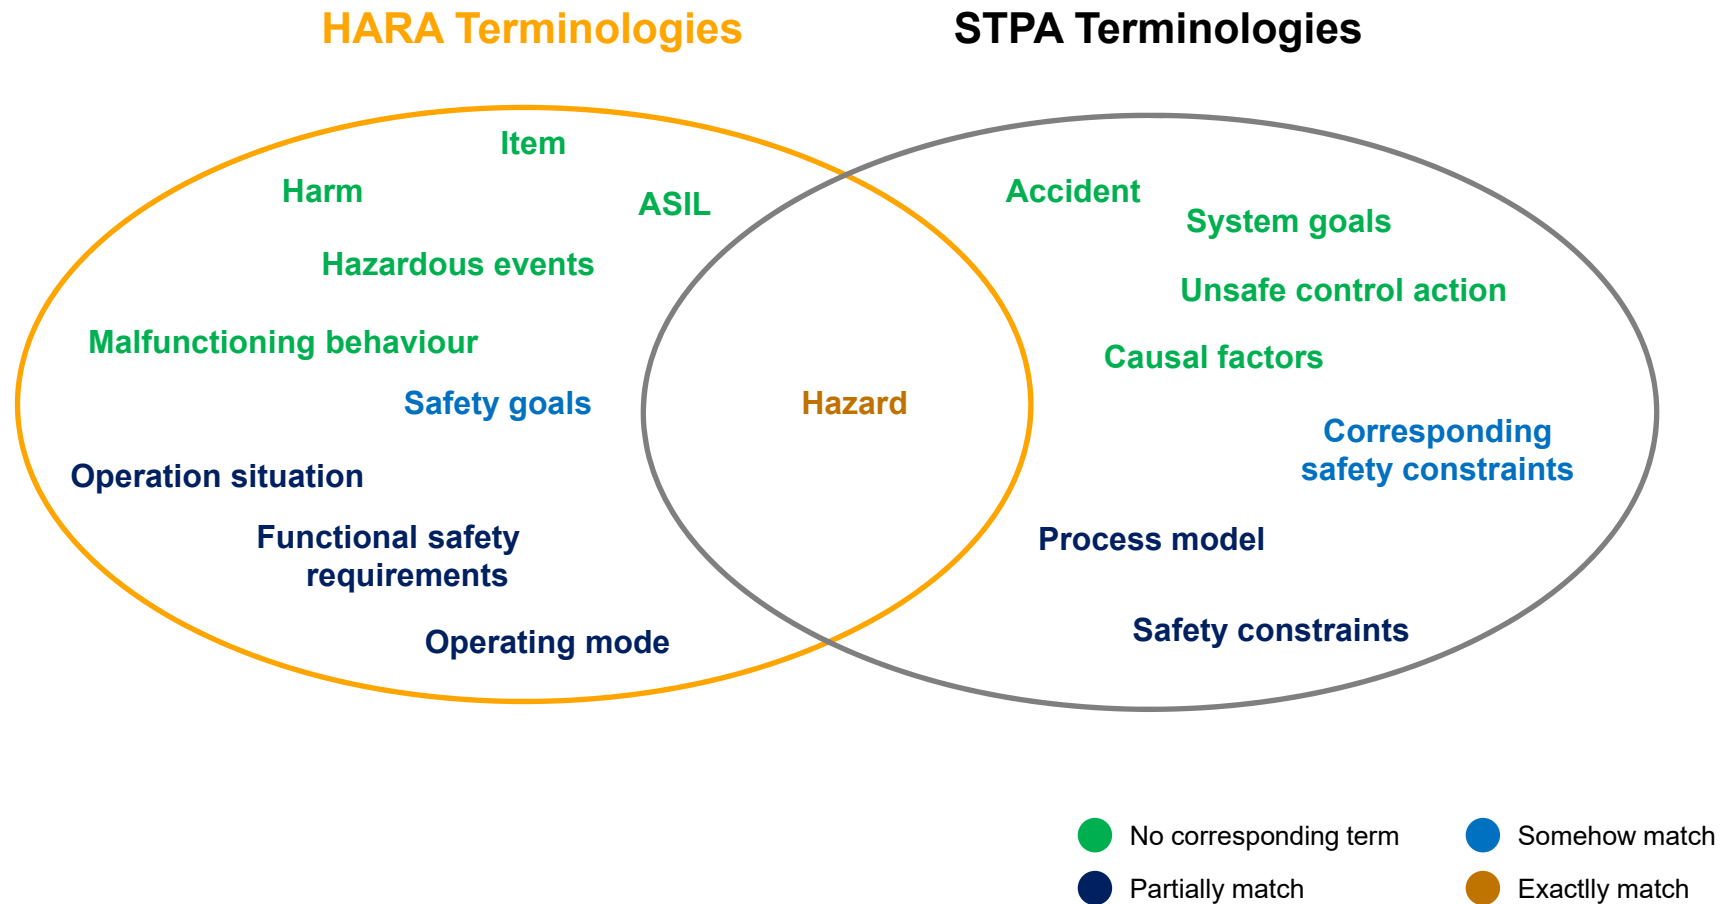 HARA Terminologies
STPA Terminologies
Item
Harm
ASIL
Hazardous events
Malfunctioning behaviour
Safety goals
Operation situation
Functional safety
requirements
Operating mode
Hazard
Accident
System goals
Unsafe control action
Causal factors
Corresponding
safety constraints
Process model
Safety constraints
No corresponding term
Somehow match
Partially match
Exactlly match